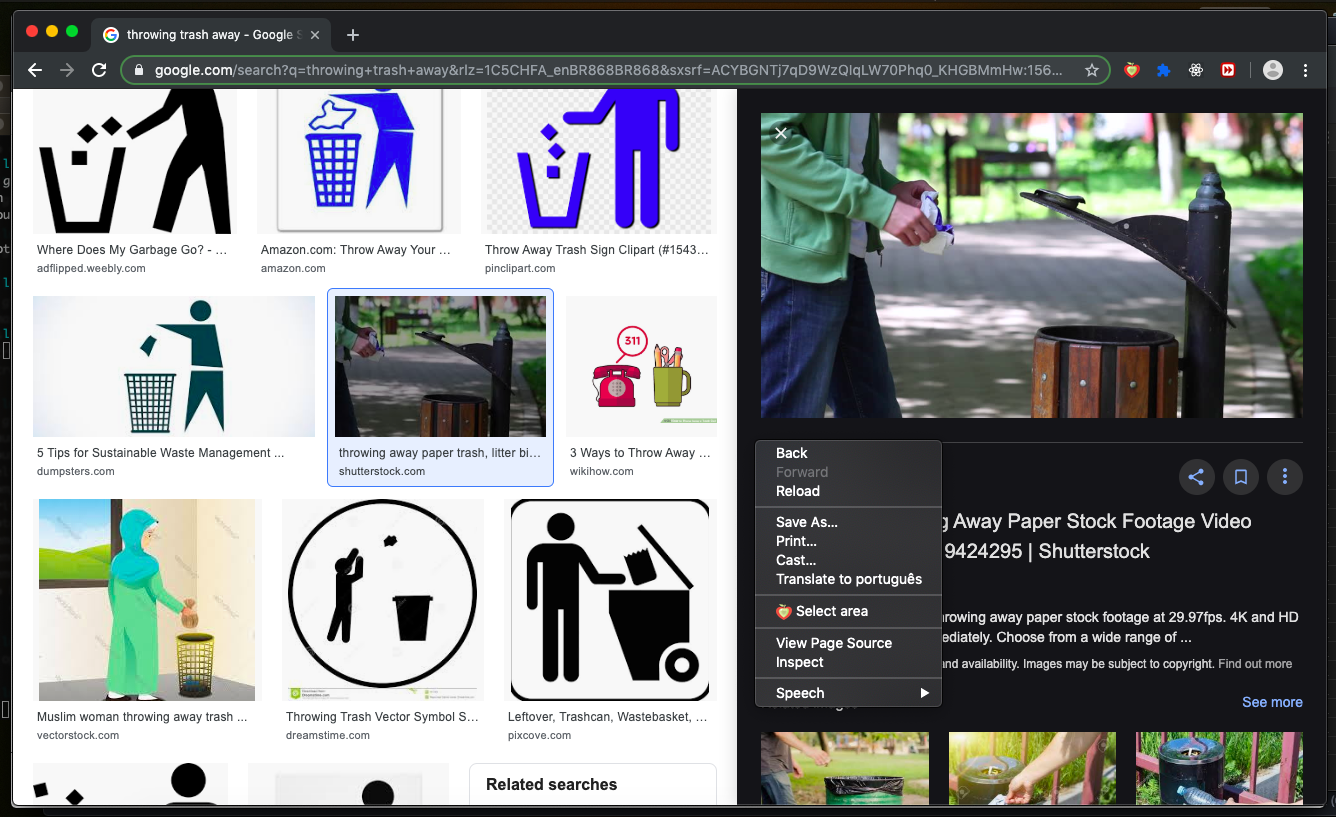 throwing trash away - Google S
google.com/search?q=throwing+trash+away&rlz=1C5CHFA_enBR868BR868&sxsrf=ACYBGNTj7qD9WzQIqLW70Phq0_KHGBMmHw:156...
Where Does My Garbage Go? - ...
adflipped.weebly.com
Amazon.com: Throw Away Your ...
amazon.com
Throw Away Trash Sign Clipart (#1543...
pinclipart.com
5 Tips for Sustainable Waste Management ...
dumpsters.com
throwing away paper trash, litter bi...
shutterstock.com
311
3 Ways to Throw Away ...
wikihow.com
Muslim woman throwing away trash ...
vectorstock.com
Throwing Trash Vector Symbol S...
dreamstime.com
Leftover, Trashcan, Wastebasket, ...
pixcove.com
Related searches
Back
Forward
Reload
Save As...
Print...
Cast...
Translate to português
Select area
View Page Source
Inspect
Speech
g Away Paper Stock Footage Video
9424295 | Shutterstock
hrowing away paper stock footage at 29.97fps. 4K and HD
ediately. Choose from a wide range of ...
and availability. Images may be subject to copyright. Find out more
See more